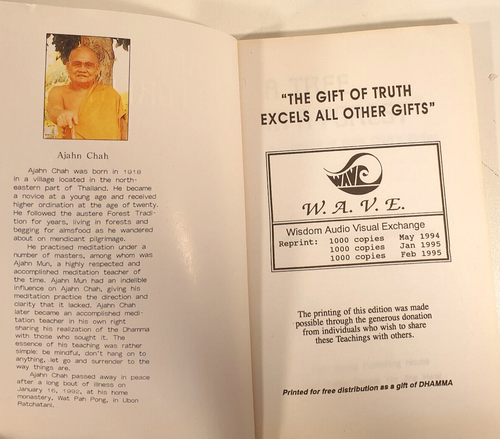 Ajahn Chah
Ajahn Chah was born in 1918
in a village located in the north-
eastern part of Thailand. He became
a novice at a young age and received
higher ordination at the age of twenty.
He followed the austere Forest Tradi-
tion for years, living in forests and
begging for almsfood as he wandered
about on mendicant pilgrimage.
He practised meditation under a
number of masters, among whom was
Ajahn Mun, a highly respected and
accomplished meditation teacher of
the time. Ajahn Mun had an indelible
influence on Ajahn Chah, giving his
meditation practice the direction and
clarity that it lacked. Ajahn Chah
later became an accomplished medi-
tation teacher in his own right
sharing his realization of the Dhamma
with those who sought it. The
essence of his teaching was rather
simple: be mindful, don't hang on to
anything, let go and surrender to the
way things are.
Ajahn Chah passed away in peace
after a long bout of illness on
January 16, 1992, at his home
monastery, Wat Pah Pong, in Ubon
Ratchatani.
"THE GIFT OF TRUTH
EXCELS ALL OTHER GIFTS"
WAVE
W. A. V. E.
Wisdom Audio Visual Exchange
Reprint: 1000 copies May 1994
1000 copies Jan 1995
1000 copies Feb 1995
The printing of this edition was made
possible through the generous donation
from individuals who wish to share
these Teachings with others.
Printed for free distribution as a gift of DHAMMA